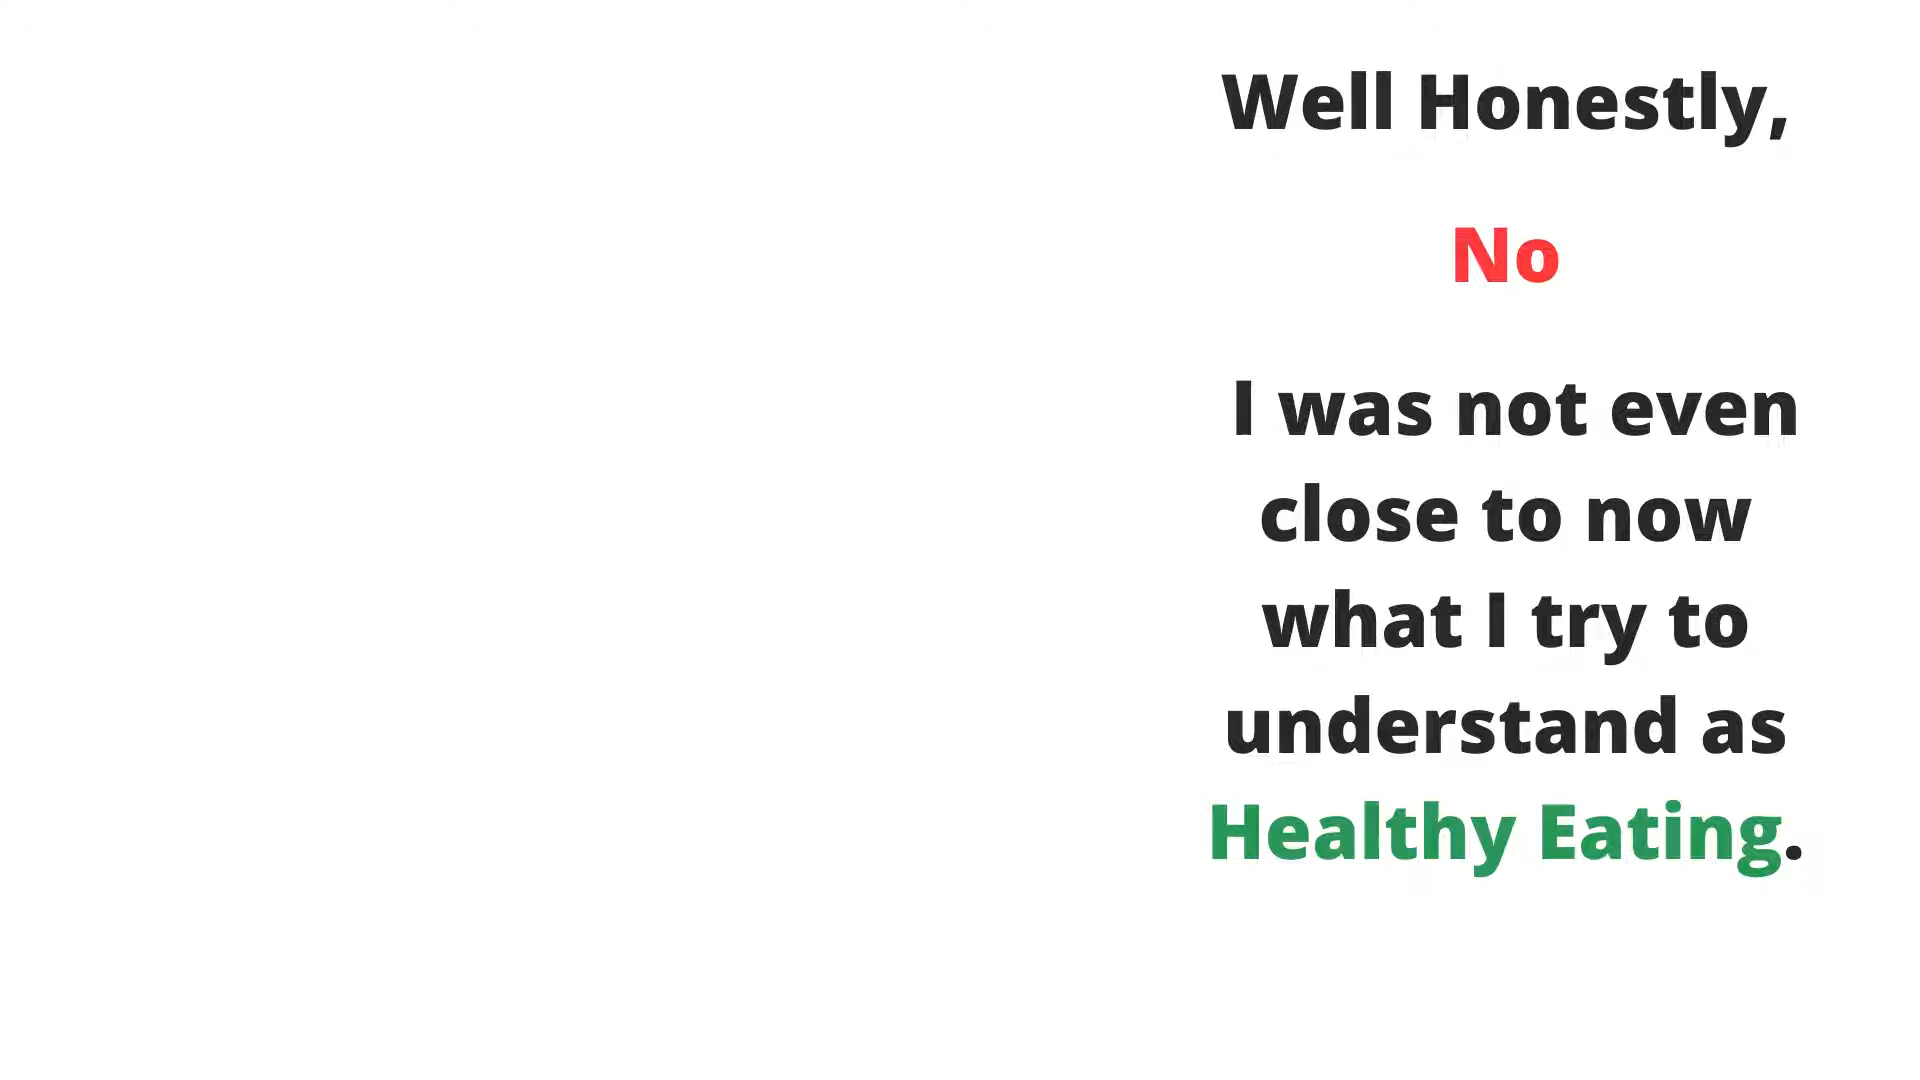 Well Honestly,
No
I was not even
close to now
what I try to
understand as
Healthy Eating.